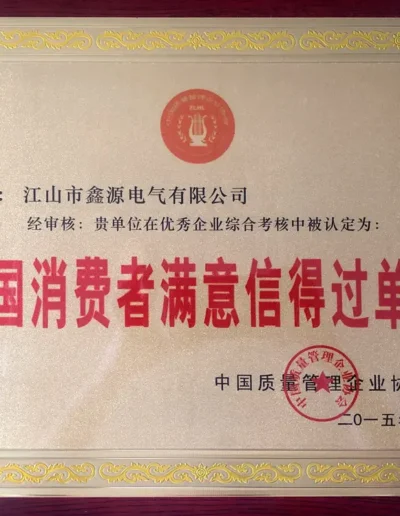 ：江山市鑫源电气有限公司
经审核：贵单位在优秀企业综合考核中被认定为：
国消费者满意信得过单
中国质量管理企业协
二〇一五